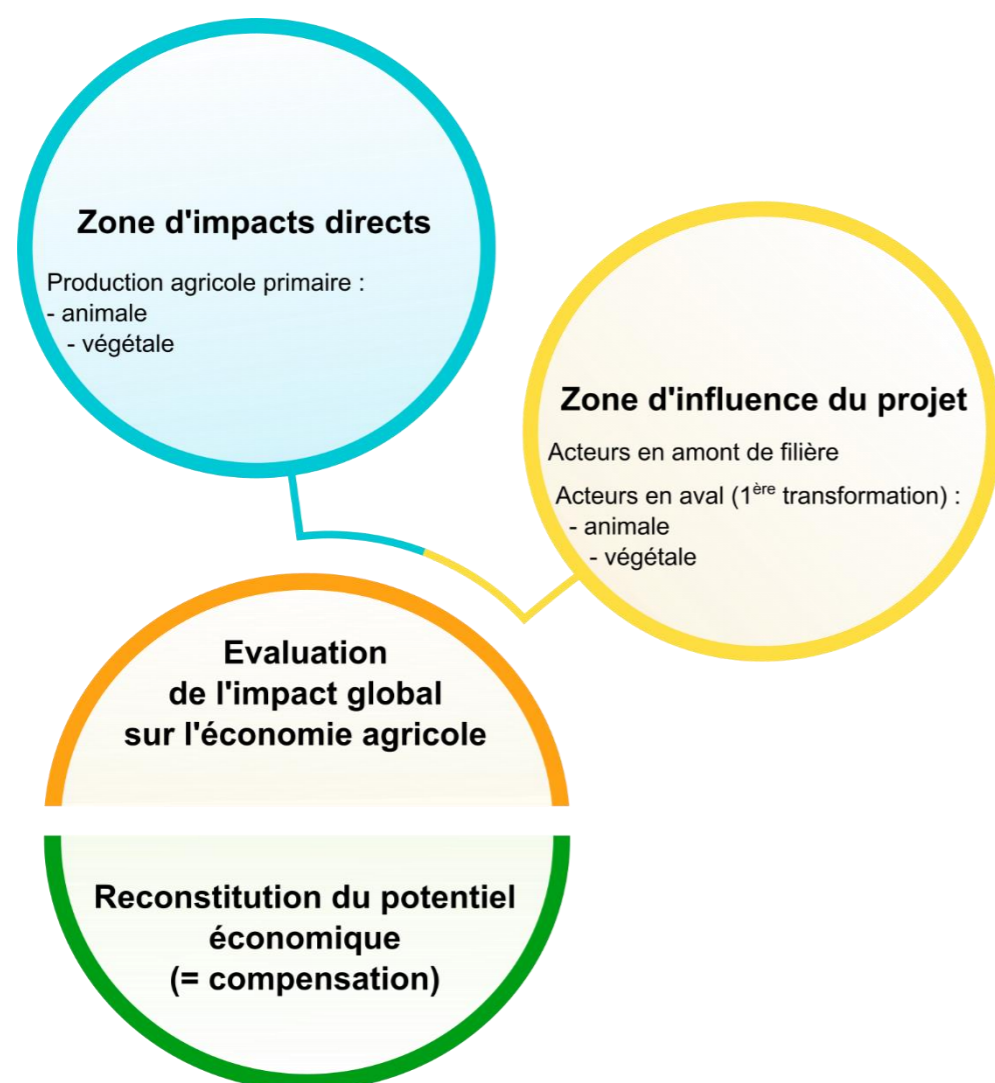 Zone d'impacts directs
Production agricole primaire :
- animale
- végétale
Zone d'influence du projet
Acteurs en amont de filière
Acteurs en aval (1ère transformation) :
- animale
- végétale
Evaluation
de l'impact global
sur l'économie agricole
Reconstitution du potentiel
économique
(= compensation)